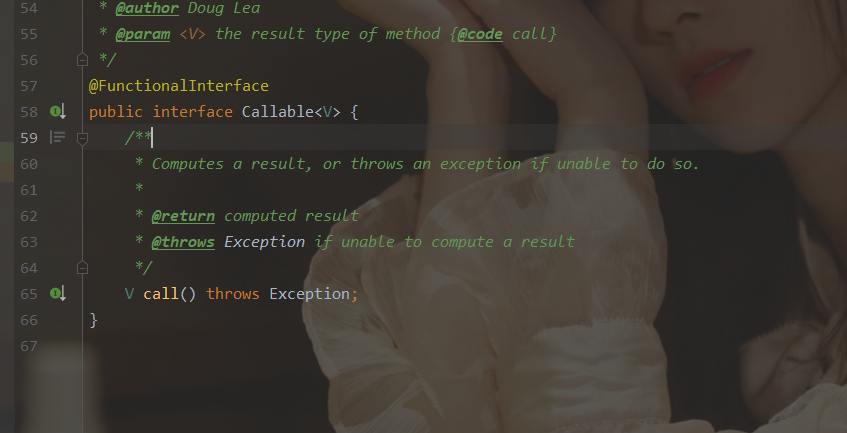 54 * @author Doug Lea
55 * @param <V> the result type of method {@code call}
56 */
57 @FunctionalInterface
58 public interface Callable<V> {
59 /**
60 * Computes a result, or throws an exception if unable to do so.
61 *
62 * @return computed result
63 * @throws Exception if unable to compute a result
64 */
65 V call() throws Exception;
66 }
67